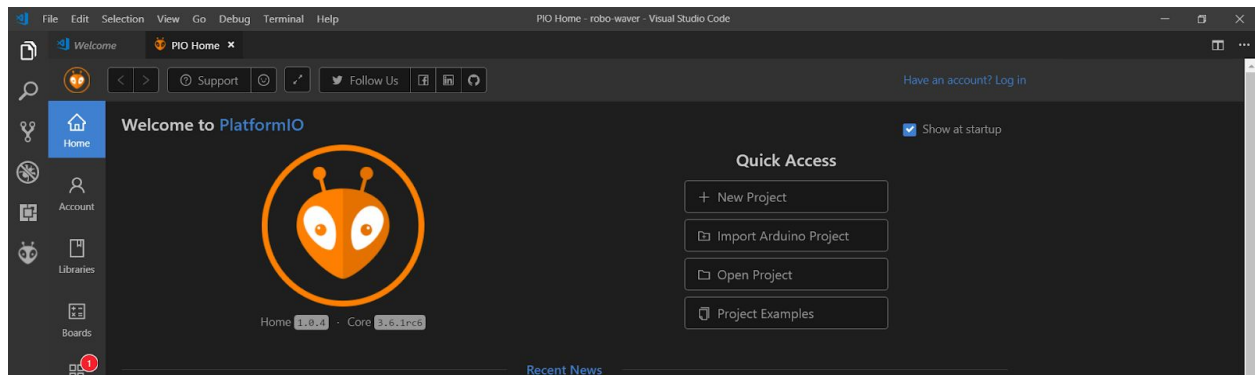 File Edit Selection View Go Debug Terminal Help PIO Home - robo-waver - Visual Studio Code
Welcome PIO Home
Support Follow Us Have an account? Log in
Home
Account
Libraries
Boards
1
Welcome to PlatformIO
Show at startup
Quick Access
New Project
Import Arduino Project
Open Project
Project Examples
Home 1.0.4 · Core 3.6.1rc6
Recent News